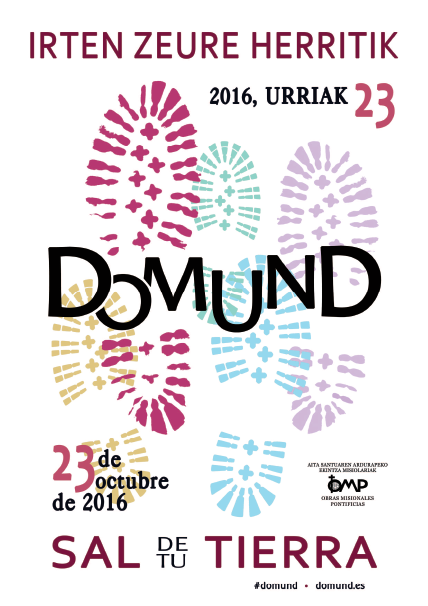 IRTEN ZEURE HERRITIK
2016, URRIAK 23
DOMUND
23 de
octubre
de 2016
AITA SANTUAREN ARDURAPEKO
EKINTZA MISIOLARIAK
OMP
OBRAS MISIONALES
PONTIFICIAS
SAL DE TU TIERRA
#domund • domund.es